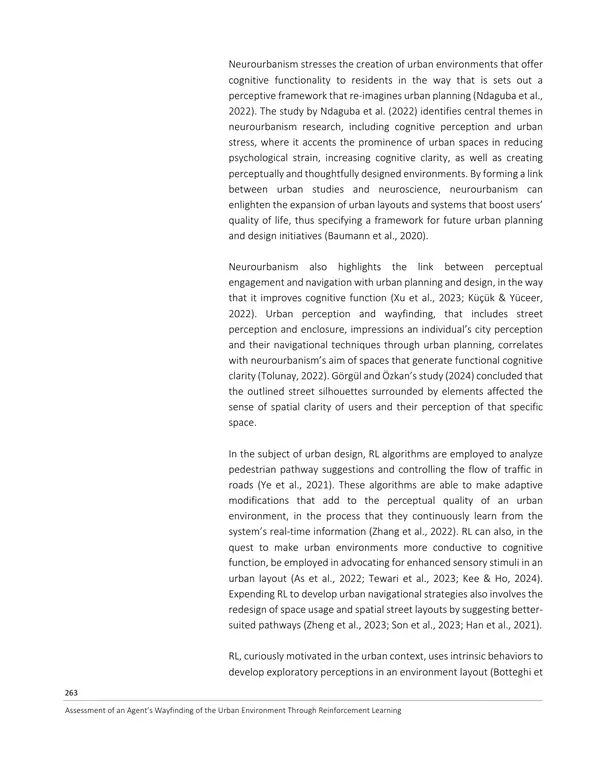 Neurourbanism stresses the creation of urban environments that offer
cognitive functionality to residents in the way that is sets out a
perceptive framework that re-imagines urban planning (Ndaguba et al.,
2022). The study by Ndaguba et al. (2022) identifies central themes in
neurourbanism research, including cognitive perception and urban
stress, where it accents the prominence of urban spaces in reducing
psychological strain, increasing cognitive clarity, as well as creating
perceptually and thoughtfully designed environments. By forming a link
between urban studies and neuroscience, neurourbanism can
enlighten the expansion of urban layouts and systems that boost users’
quality of life, thus specifying a framework for future urban planning
and design initiatives (Baumann et al., 2020).
Neurourbanism also highlights the link between perceptual
engagement and navigation with urban planning and design, in the way
that it improves cognitive function (Xu et al., 2023; Küçük & Yüceer,
2022). Urban perception and wayfinding, that includes street
perception and enclosure, impressions an individual’s city perception
and their navigational techniques through urban planning, correlates
with neurourbanism’s aim of spaces that generate functional cognitive
clarity (Tolunay, 2022). Görgül and Özkan’s study (2024) concluded that
the outlined street silhouettes surrounded by elements affected the
sense of spatial clarity of users and their perception of that specific
space.
In the subject of urban design, RL algorithms are employed to analyze
pedestrian pathway suggestions and controlling the flow of traffic in
roads (Ye et al., 2021). These algorithms are able to make adaptive
modifications that add to the perceptual quality of an urban
environment, in the process that they continuously learn from the
system’s real-time information (Zhang et al., 2022). RL can also, in the
quest to make urban environments more conductive to cognitive
function, be employed in advocating for enhanced sensory stimuli in an
urban layout (As et al., 2022; Tewari et al., 2023; Kee & Ho, 2024).
Expending RL to develop urban navigational strategies also involves the
redesign of space usage and spatial street layouts by suggesting better-
suited pathways (Zheng et al., 2023; Son et al., 2023; Han et al., 2021).
RL, curiously motivated in the urban context, uses intrinsic behaviors to
develop exploratory perceptions in an environment layout (Botteghi et
263
Assessment of an Agent’s Wayfinding of the Urban Environment Through Reinforcement Learning